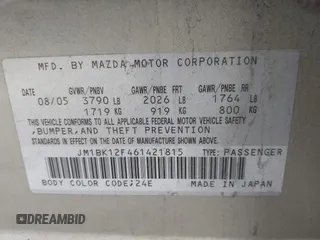 MFD. BY MAZDA MOTOR CORPORATION
GVWR/PNBV GAWR/PNBE FRT GAWR/PNBE RR
08/05 3790 LB 2026 LB 1764 LB
1719 KG 919 KG 800 KG
THIS VEHICLE CONFORMS TO ALL APPLICABLE FEDERAL MOTOR VEHICLE SAFETY
,BUMPER,AND THEFT PREVENTION
STANDARDS IN EFFECT ON THE DATE OF MANUFACTURE SHOWN ABOVE.
JM1BK12F461421815 TYPE: PASSENGER
BODY COLOR CODE:24E MADE IN JAPAN
AUTOBIDMASTER